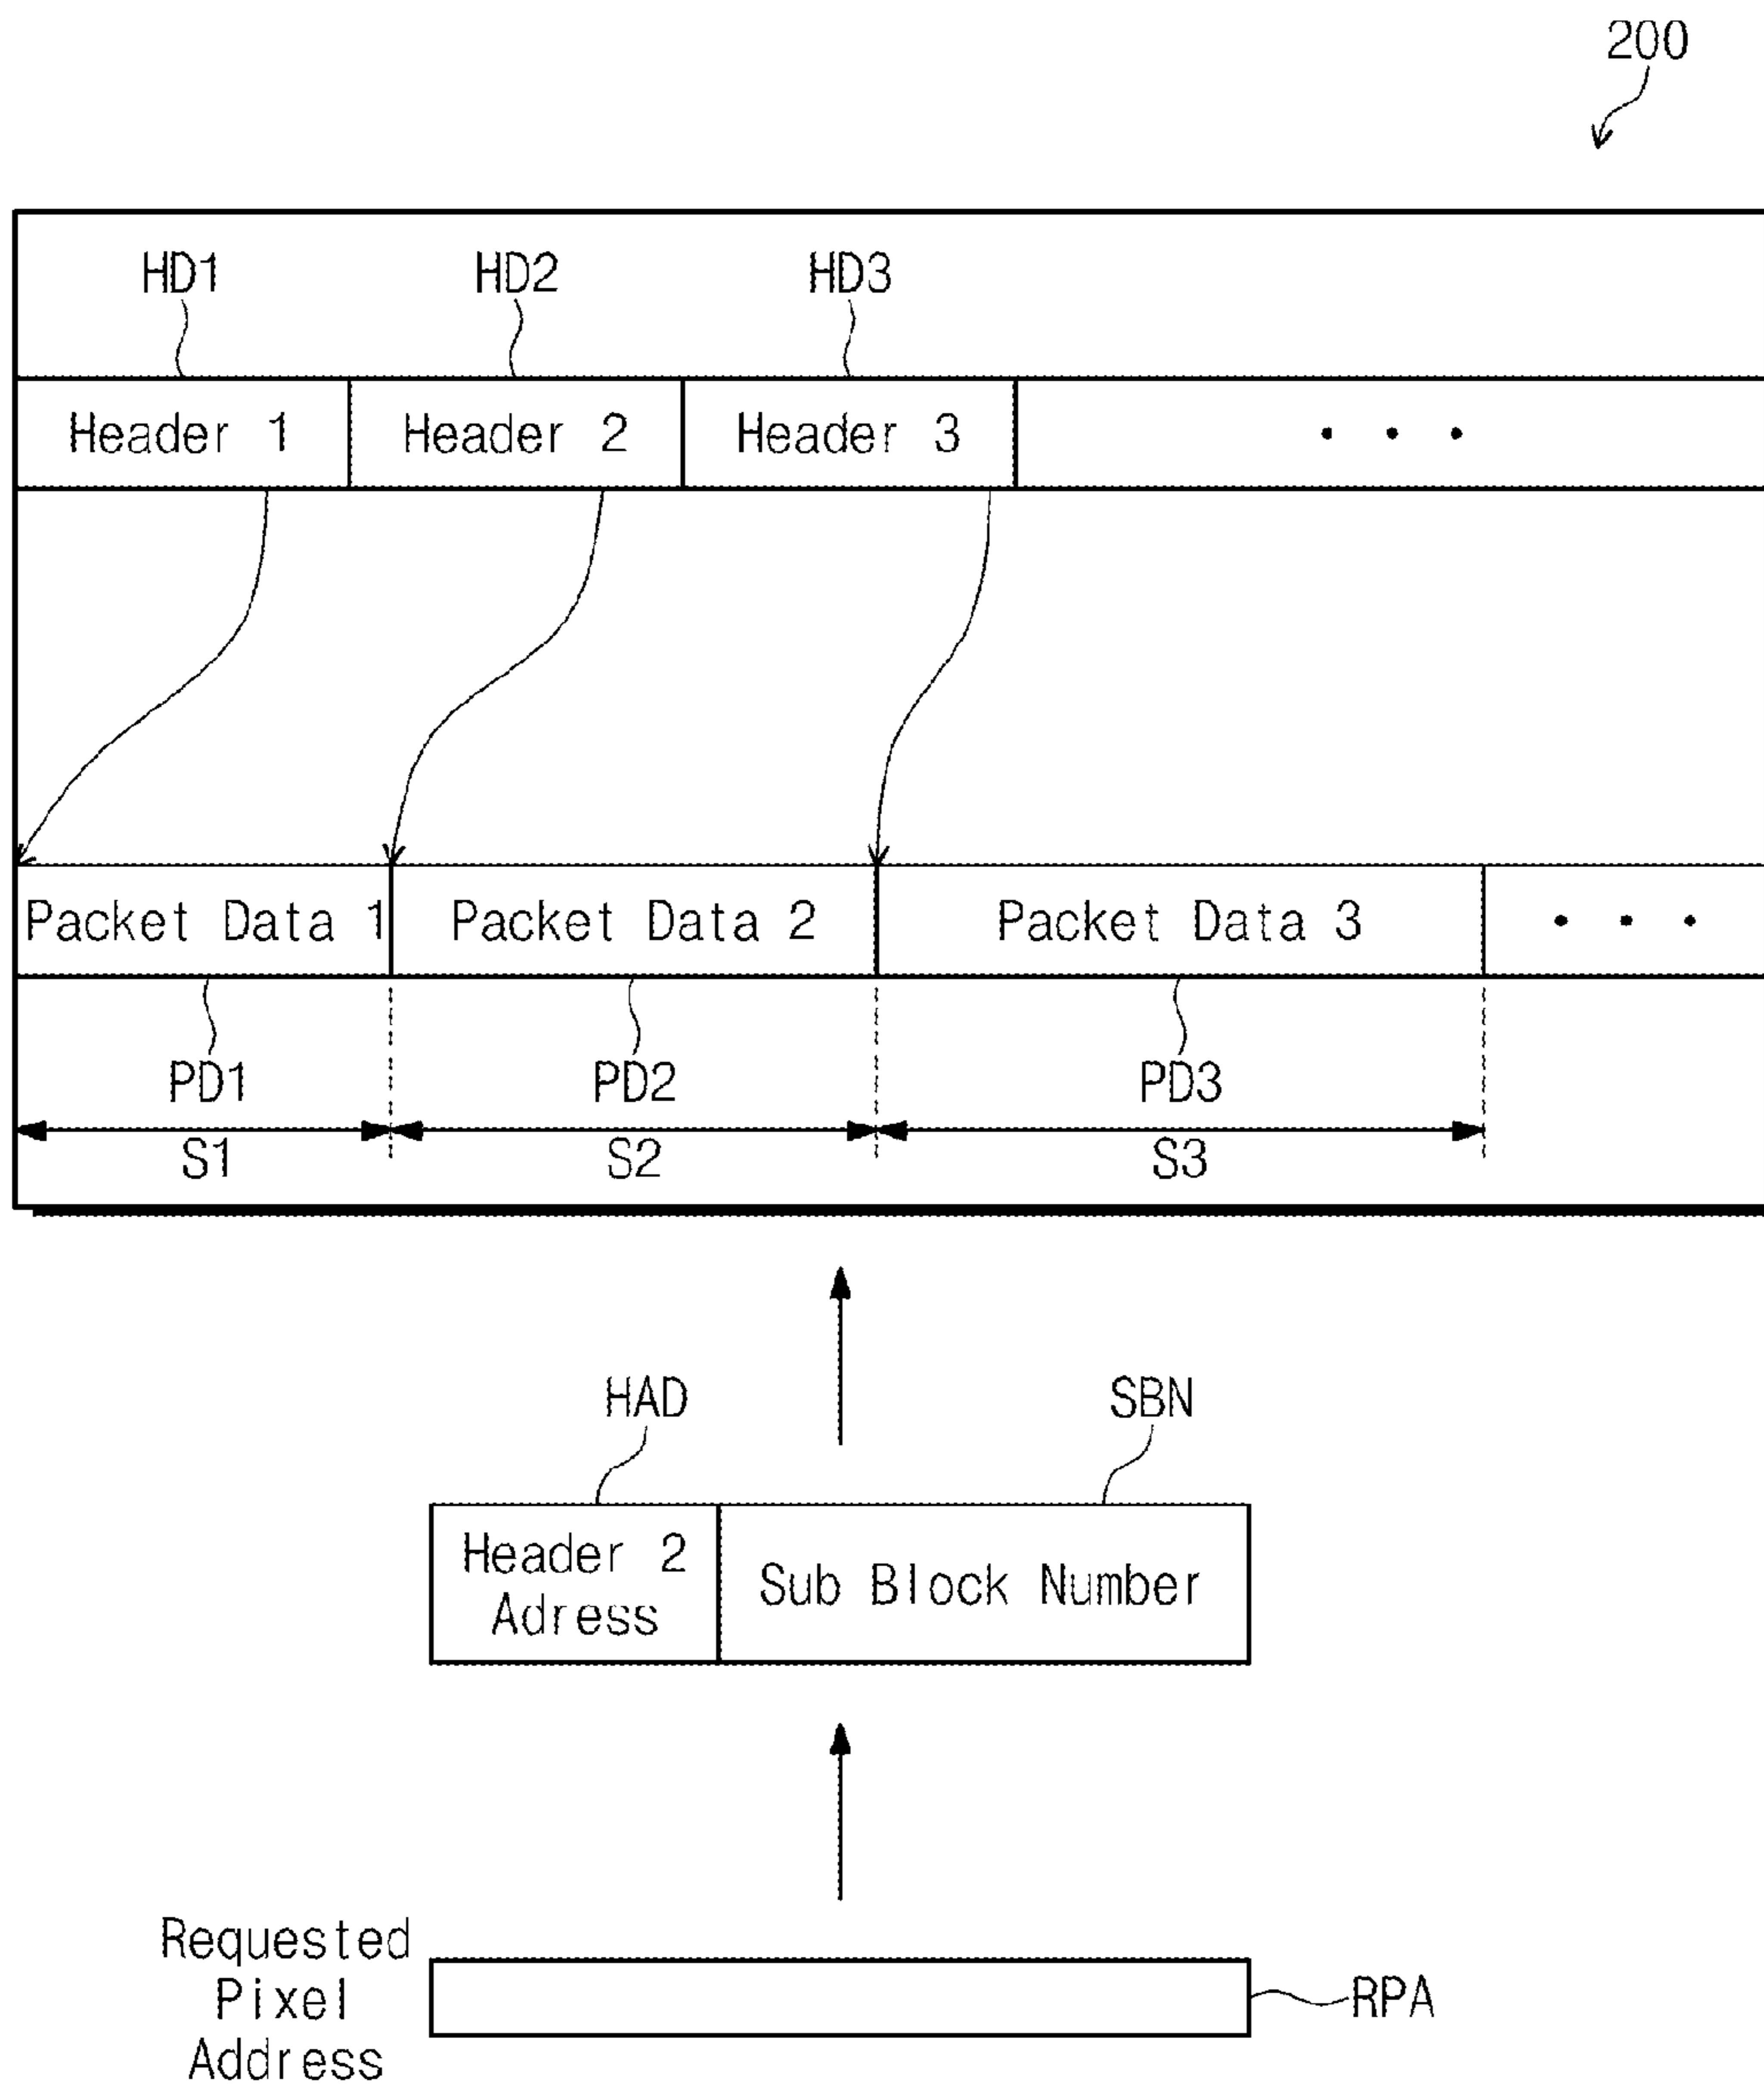 200
HD1 HD2 HD3
Header 1 Header 2 Header 3 • • •
Packet Data 1 Packet Data 2 Packet Data 3 • • •
PD1 PD2 PD3
S1 S2 S3
HAD SBN
Header 2
Adress
Sub Block Number
Requested
Pixel
Address
RPA